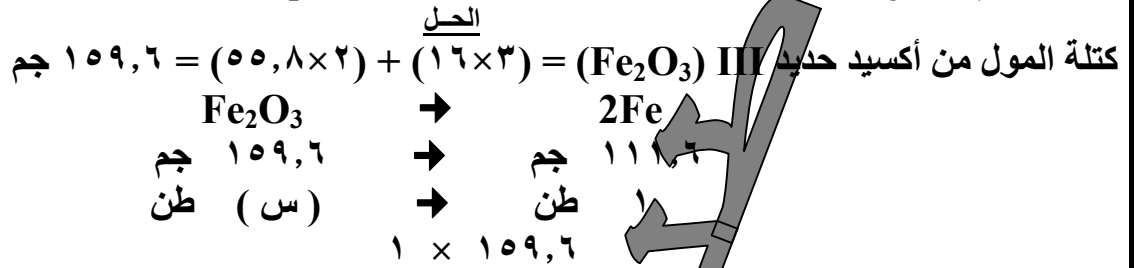 الحــل
كتلة المول من أكسيد حديد III (Fe₂O₃) = (٣×١٦) + (٢×٥٥,٨) = ١٥٩,٦ جم
Fe₂O₃ → 2Fe
١٥٩,٦ جم → ١١١,٦ جم
( س ) طن → ١ طن
١٥٩,٦ × ١